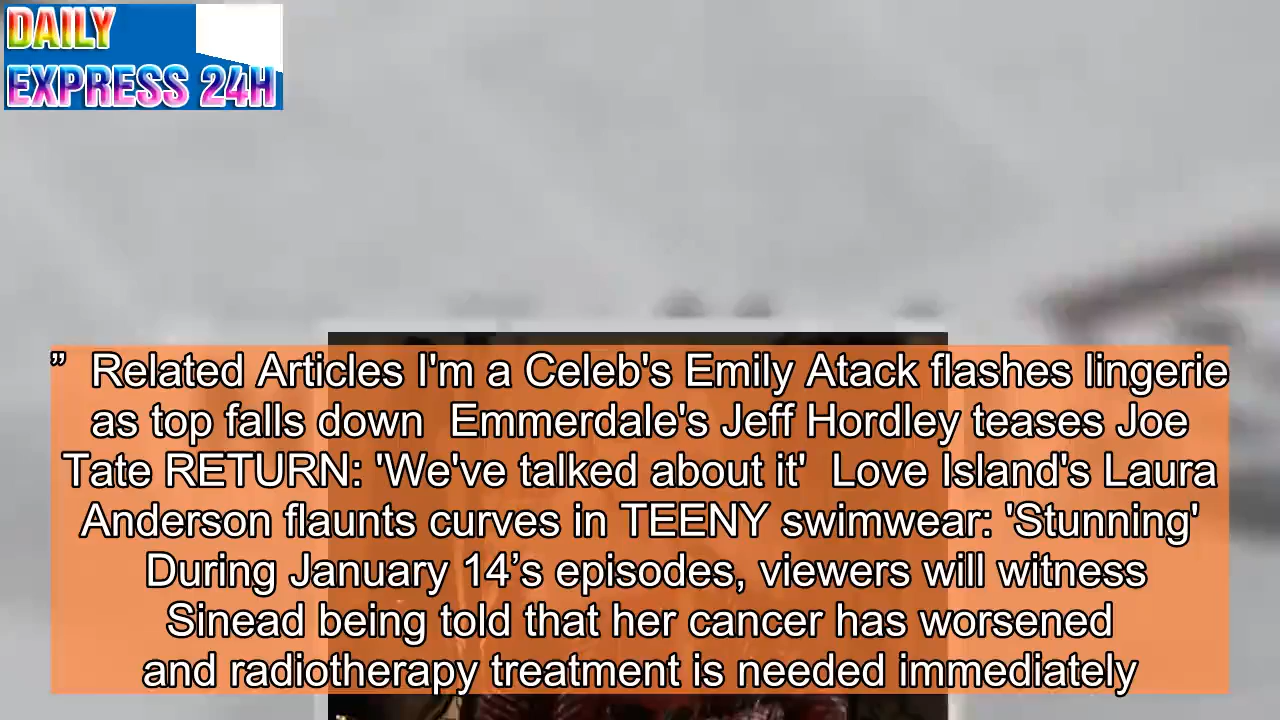 DAILY
EXPRESS 24H
”  Related Articles I'm a Celeb's Emily Atack flashes lingerie
as top falls down  Emmerdale's Jeff Hordley teases Joe
Tate RETURN: 'We've talked about it'  Love Island's Laura
Anderson flaunts curves in TEENY swimwear: 'Stunning'
During January 14’s episodes, viewers will witness
Sinead being told that her cancer has worsened
and radiotherapy treatment is needed immediately